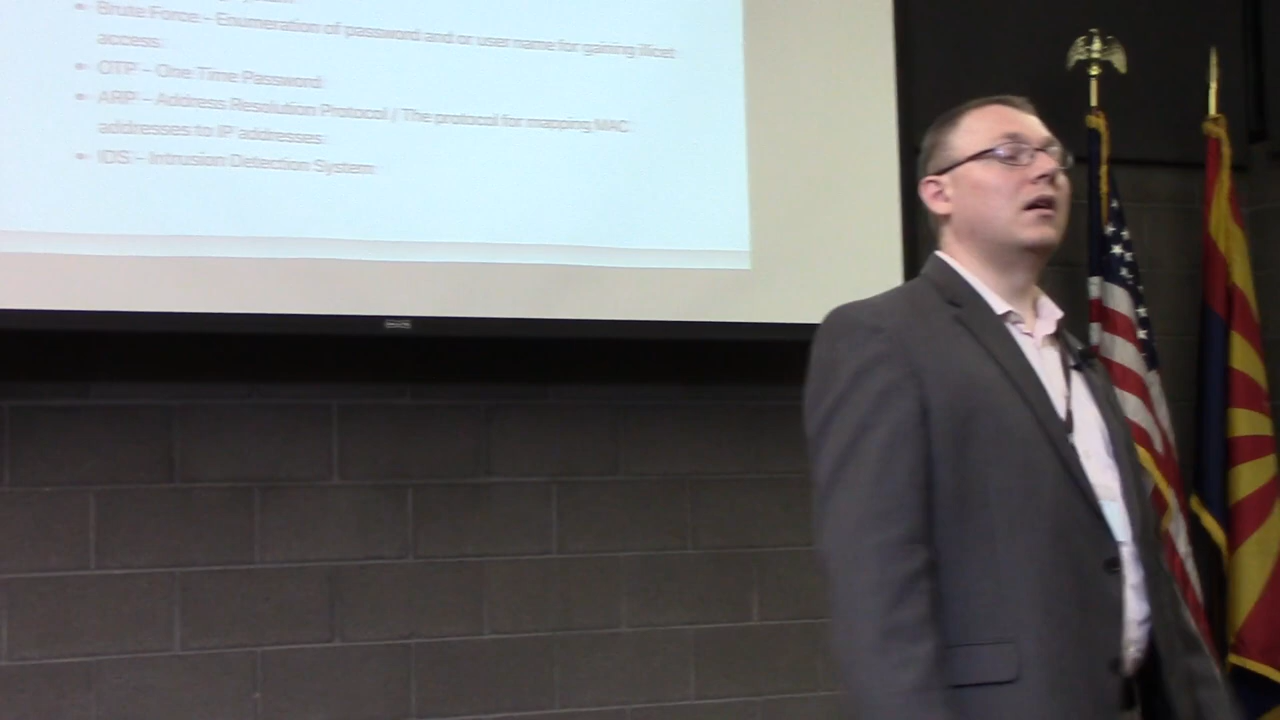 • Brute Force - Enumeration of password and or user name for gaining illicet
access
• OTP - One Time Password
• ARP - Address Resolution Protocol / The protocol for mapping MAC
addresses to IP addresses
• IDS - Intrusion Detection System